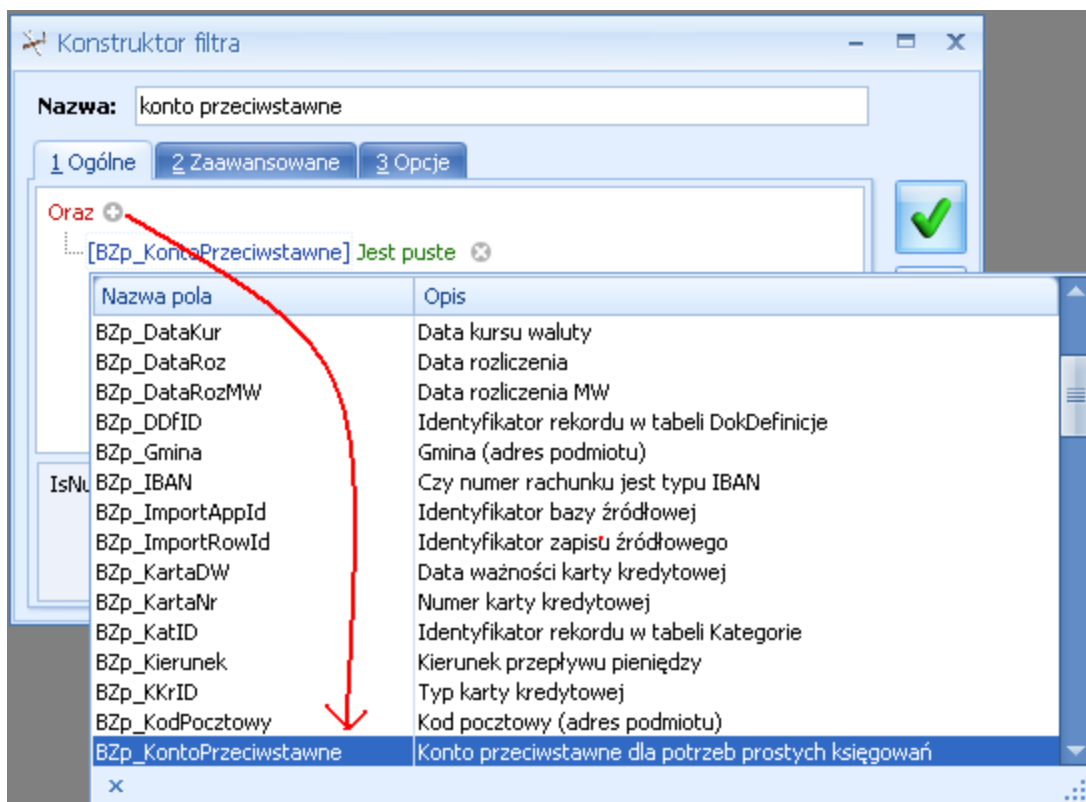 Konstruktor filtra
Nazwa: konto przeciwstawne
1 Ogólne 2 Zaawansowane 3 Opcje
Oraz
[BZp_KontoPrzeciwstawne] Jest puste
Nazwa pola Opis
BZp_DataKur Data kursu waluty
BZp_DataRoz Data rozliczenia
BZp_DataRozMW Data rozliczenia MW
BZp_DDfID Identyfikator rekordu w tabeli DokDefinicje
BZp_Gmina Gmina (adres podmiotu)
BZp_IBAN Czy numer rachunku jest typu IBAN
BZp_ImportAppId Identyfikator bazy źródłowej
BZp_ImportRowId Identyfikator zapisu źródłowego
BZp_KartaDW Data ważności karty kredytowej
BZp_KartaNr Numer karty kredytowej
BZp_KatID Identyfikator rekordu w tabeli Kategorie
BZp_Kierunek Kierunek przepływu pieniędzy
BZp_KKrID Typ karty kredytowej
BZp_KodPocztowy Kod pocztowy (adres podmiotu)
BZp_KontoPrzeciwstawne Konto przeciwstawne dla potrzeb prostych księgowań